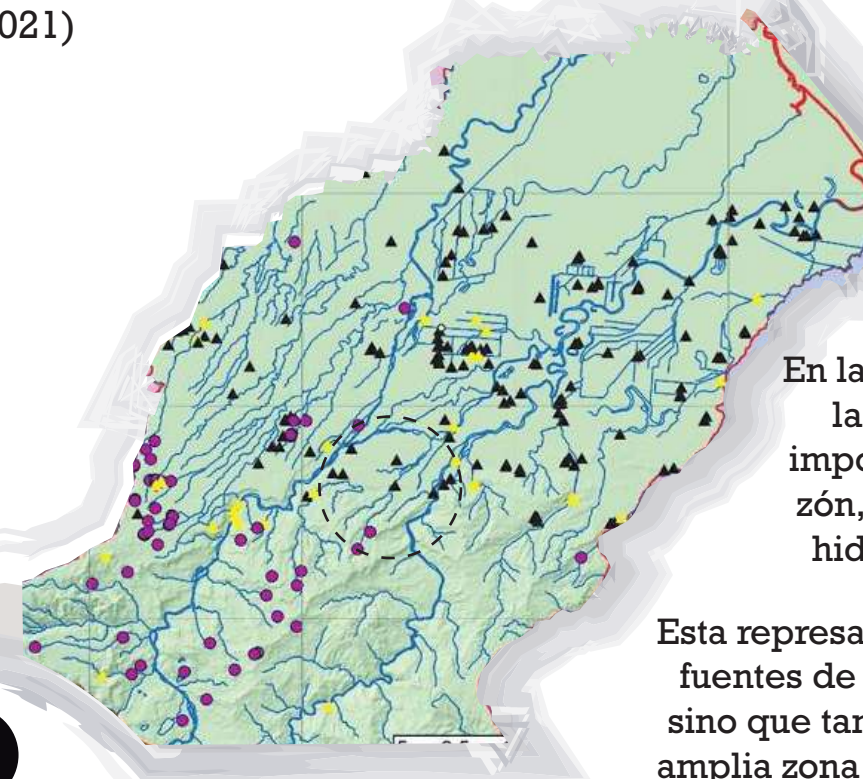 021)
En la
la
impo
zón,
hid
Esta represa
fuentes de
sino que tar
amplia zona